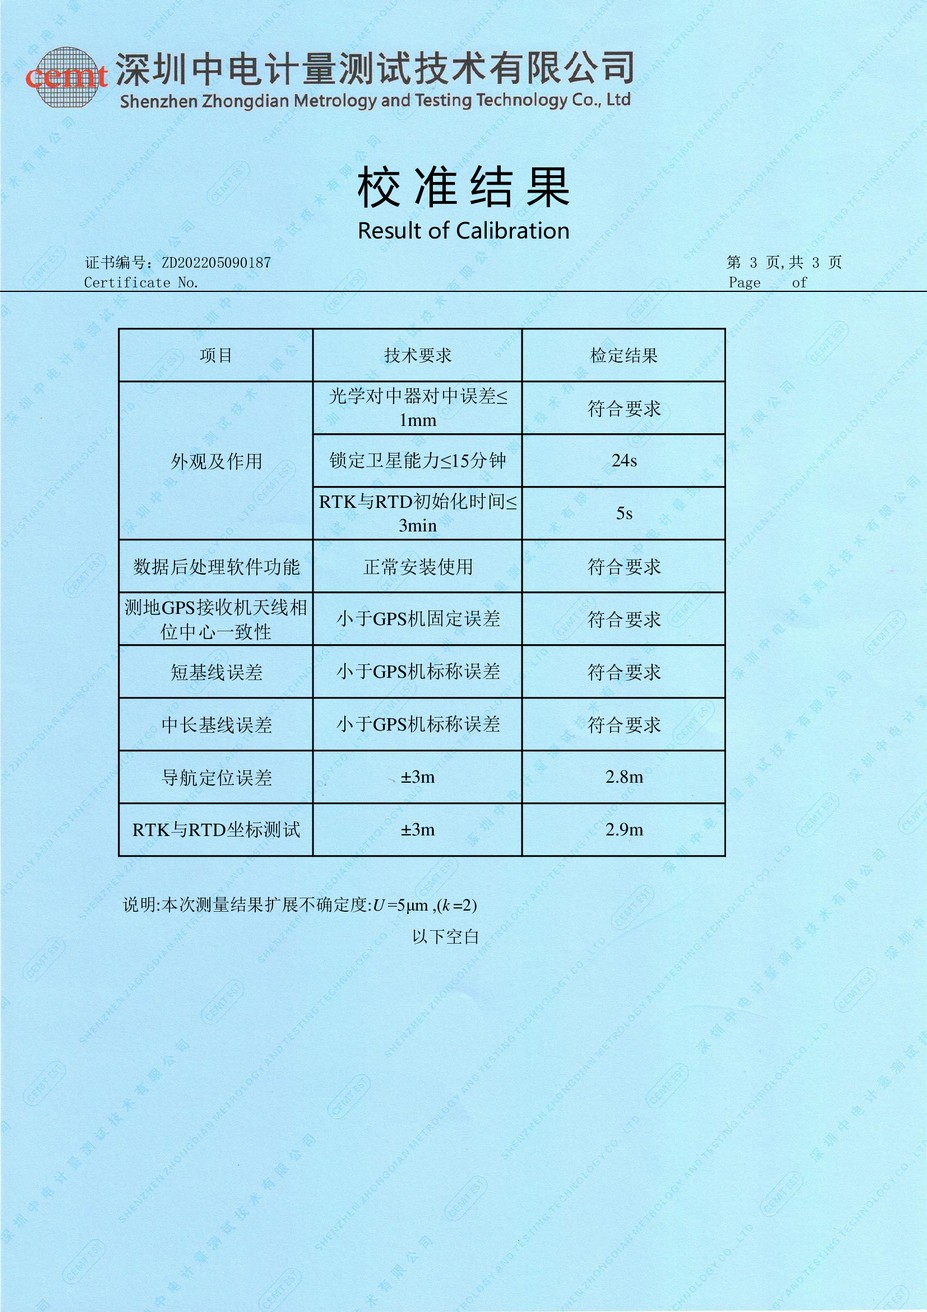 cemt 深圳中电计量测试技术有限公司
Shenzhen Zhongdian Metrology and Testing Technology Co., Ltd
校准结果
Result of Calibration
证书编号: ZD202205090187
第 3 页,共 3 页
Certificate No.
Page of
项目 技术要求 检定结果
外观及作用
光学对中器对中误差≤
1mm
符合要求
锁定卫星能力≤15分钟 24s
RTK与RTD初始化时间≤
3min
5s
数据后处理软件功能 正常安装使用 符合要求
测地GPS接收机天线相
位中心一致性
小于GPS机固定误差 符合要求
短基线误差 小于GPS机标称误差 符合要求
中长基线误差 小于GPS机标称误差 符合要求
导航定位误差 ±3m 2.8m
RTK与RTD坐标测试 ±3m 2.9m
说明:本次测量结果扩展不确定度:U=5μm ,(k=2)
以下空白